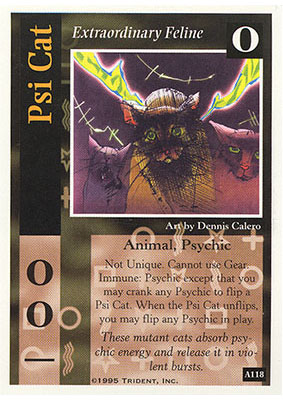 Psi Cat
Extraordinary Feline
O
Art by Dennis Calero
Animal, Psychic
Not Unique. Cannot use Gear.
Immune: Psychic except that you
may crank any Psychic to flip a
Psi Cat. When the Psi Cat unflips,
you may flip any Psychic in play.
These mutant cats absorb psy-
chic energy and release it in vio-
lent bursts.
0
0
–
©1995 TRIDENT, INC.
A118